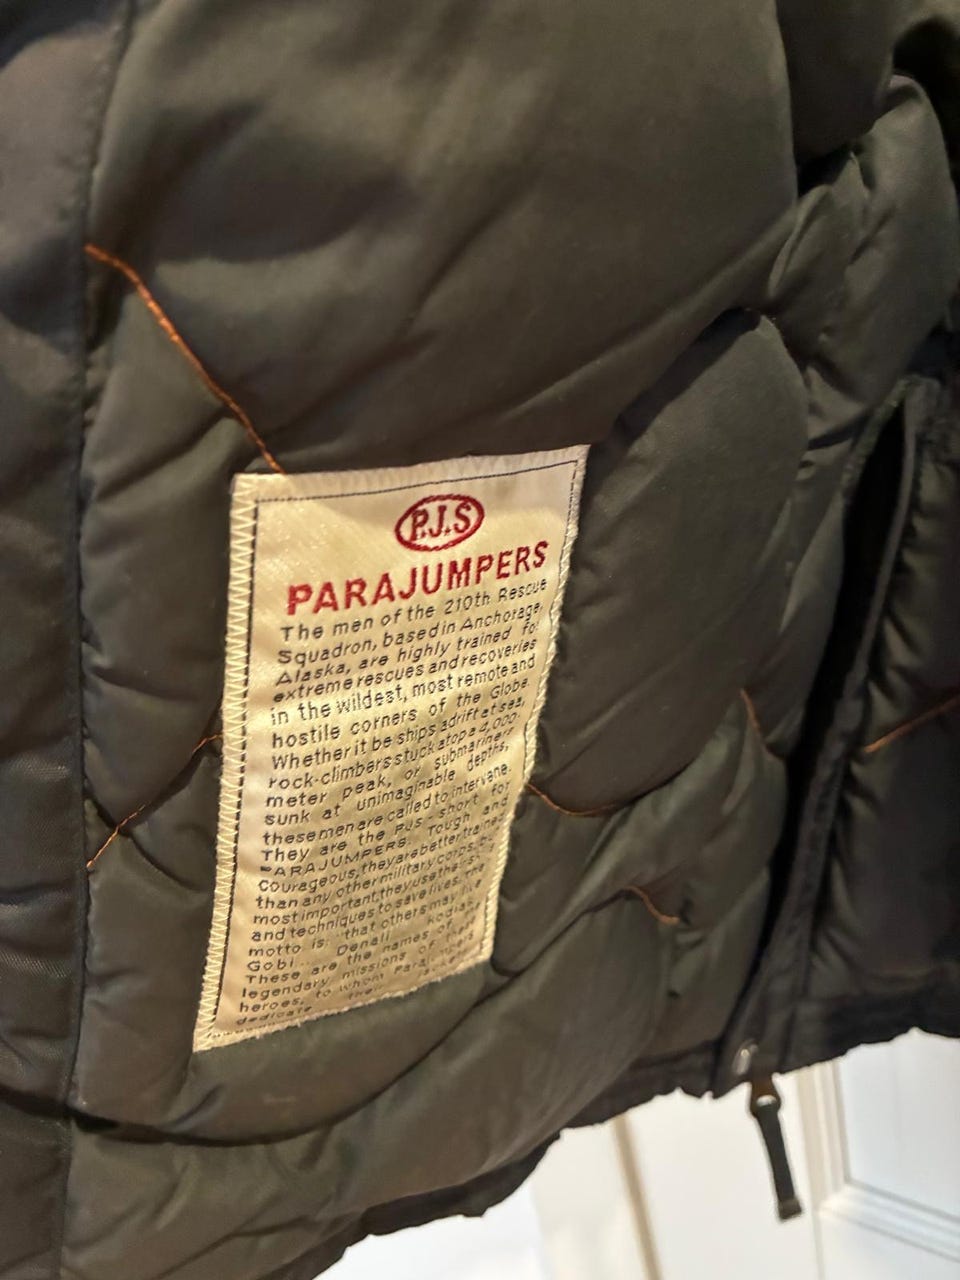 P.J.S
PARAJUMPERS
The men of the 210th Rescue
Squadron, based in Anchorage,
Alaska, are highly trained fo
extreme rescues and recoveries
in the wildest, most remote and
hostile corners of the Globe.
Whether it be ships adrift at sea,
rock-climbers stuck atop a 2,000-
meter peak, or submariners
sunk at unimaginable depths,
these men are called to intervene.
They are the PJs - short for
PARAJUMPERS. Tough and
Courageous, they are better trained
than any other military corps, bu
most important, they use their
and techniques to save lives. The
motto is: "that others may live
Gobi... Denali... Kodiak
These are the names of
legendary missions of these
heroes, to whom Parajumpers
dedicate their